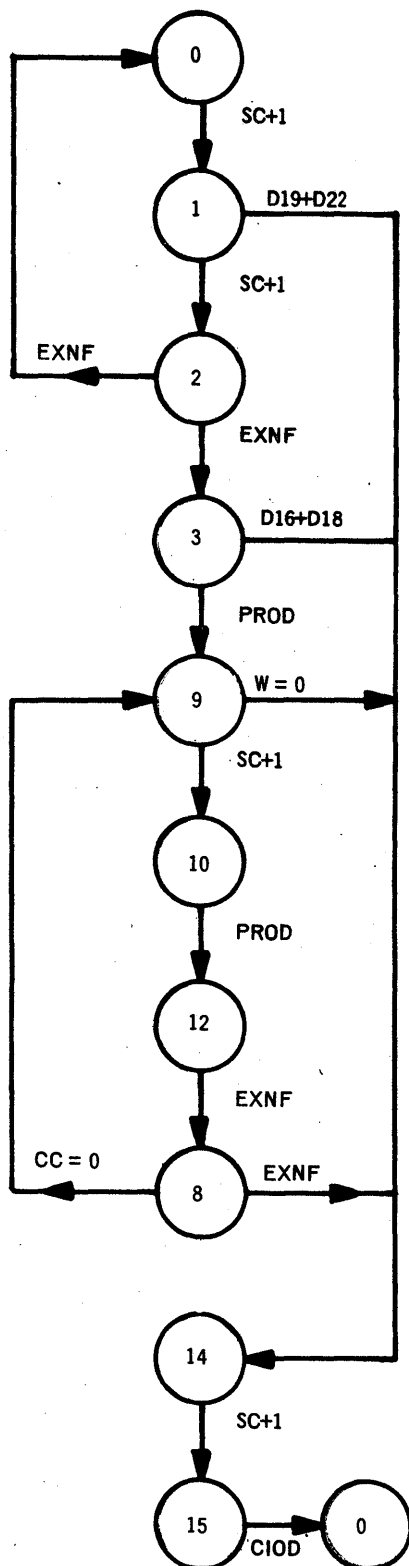 0
SC+1
1
D19+D22
SC+1
EXNF
2
EXNF
3
D16+D18
PROD
9
W = 0
SC+1
10
PROD
12
EXNF
CC = 0
8
EXNF
14
SC+1
15
CIOD
0